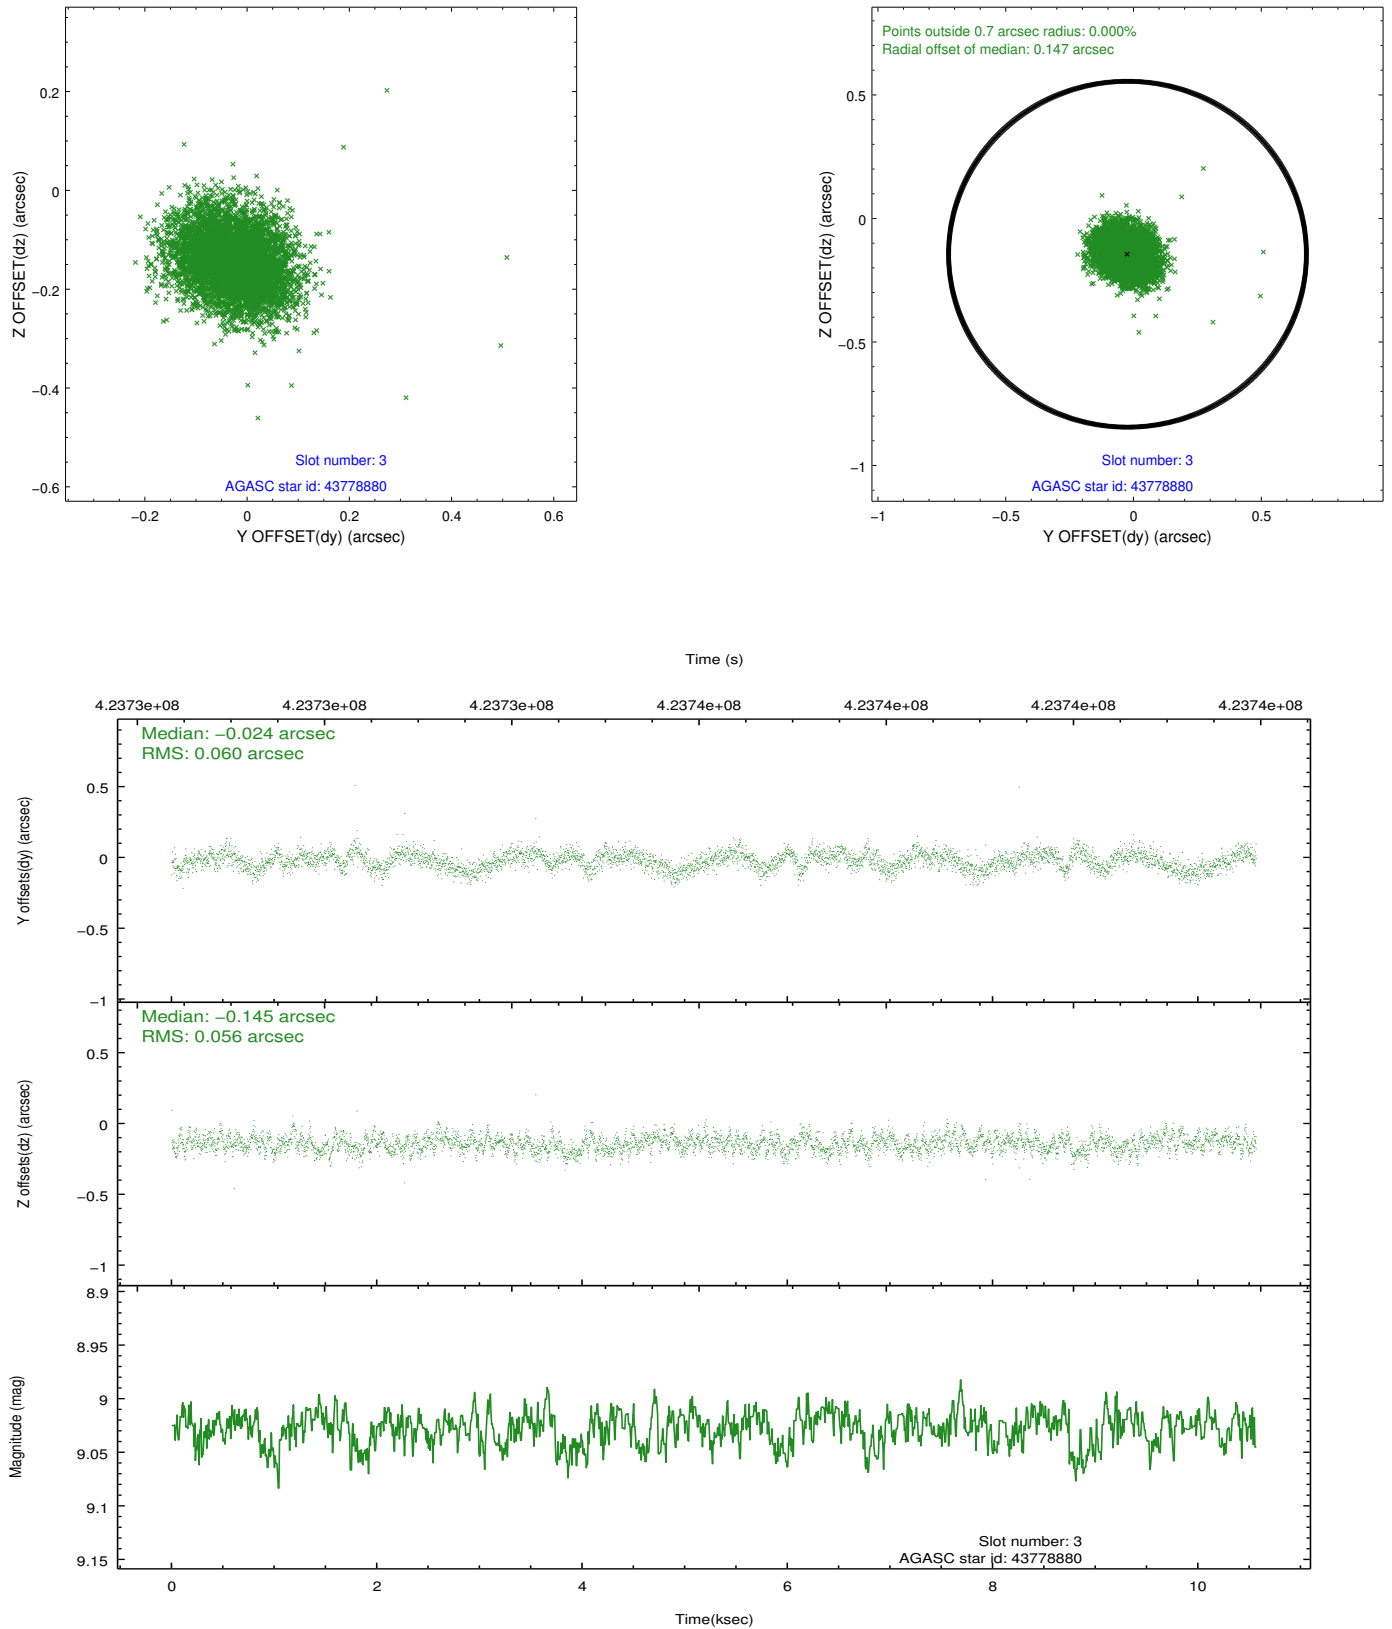 0.2
0
−0.2
−0.4
−0.6
−0.2
0
0.2
0.4
0.6
Z OFFSET(dz) (arcsec)
Y OFFSET(dy) (arcsec)
Slot number: 3
AGASC star id: 43778880
Points outside 0.7 arcsec radius: 0.000%
Radial offset of median: 0.147 arcsec
0.5
0
−0.5
−1
−1
−0.5
0
0.5
Z OFFSET(dz) (arcsec)
Y OFFSET(dy) (arcsec)
Slot number: 3
AGASC star id: 43778880
Time (s)
4.2373e+08
4.2373e+08
4.2373e+08
4.2374e+08
4.2374e+08
4.2374e+08
4.2374e+08
Median: −0.024 arcsec
RMS: 0.060 arcsec
0.5
0
−0.5
−1
Y offsets(dy) (arcsec)
Median: −0.145 arcsec
RMS: 0.056 arcsec
0.5
0
−0.5
−1
Z offsets(dz) (arcsec)
8.9
8.95
9
9.05
9.1
9.15
Magnitude (mag)
Slot number: 3
AGASC star id: 43778880
0
2
4
6
8
10
Time(ksec)